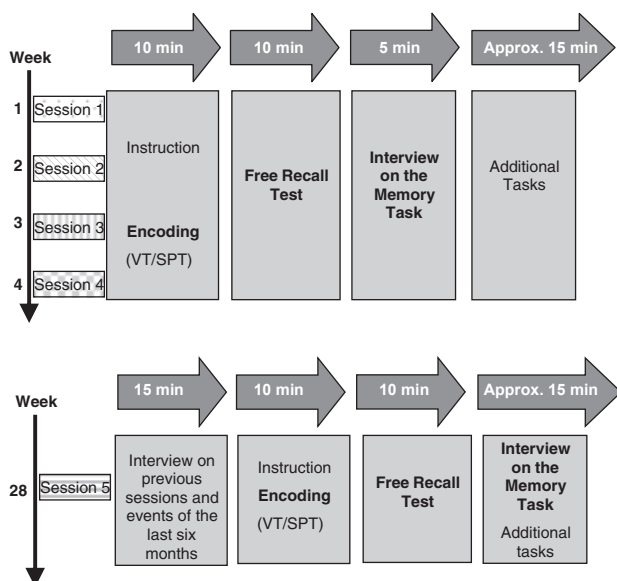 10 min
10 min
5 min
Approx. 15 min
Week
1
Session 1
2
Session 2
3
Session 3
4
Session 4
Instruction
Encoding
(VT/SPT)
Free Recall
Test
Interview
on the
Memory
Task
Additional
Tasks
15 min
10 min
10 min
Approx. 15 min
Week
28
Session 5
Interview on
previous
sessions and
events of the
last six
months
Instruction
Encoding
(VT/SPT)
Free Recall
Test
Interview
on the
Memory
Task
Additional
tasks